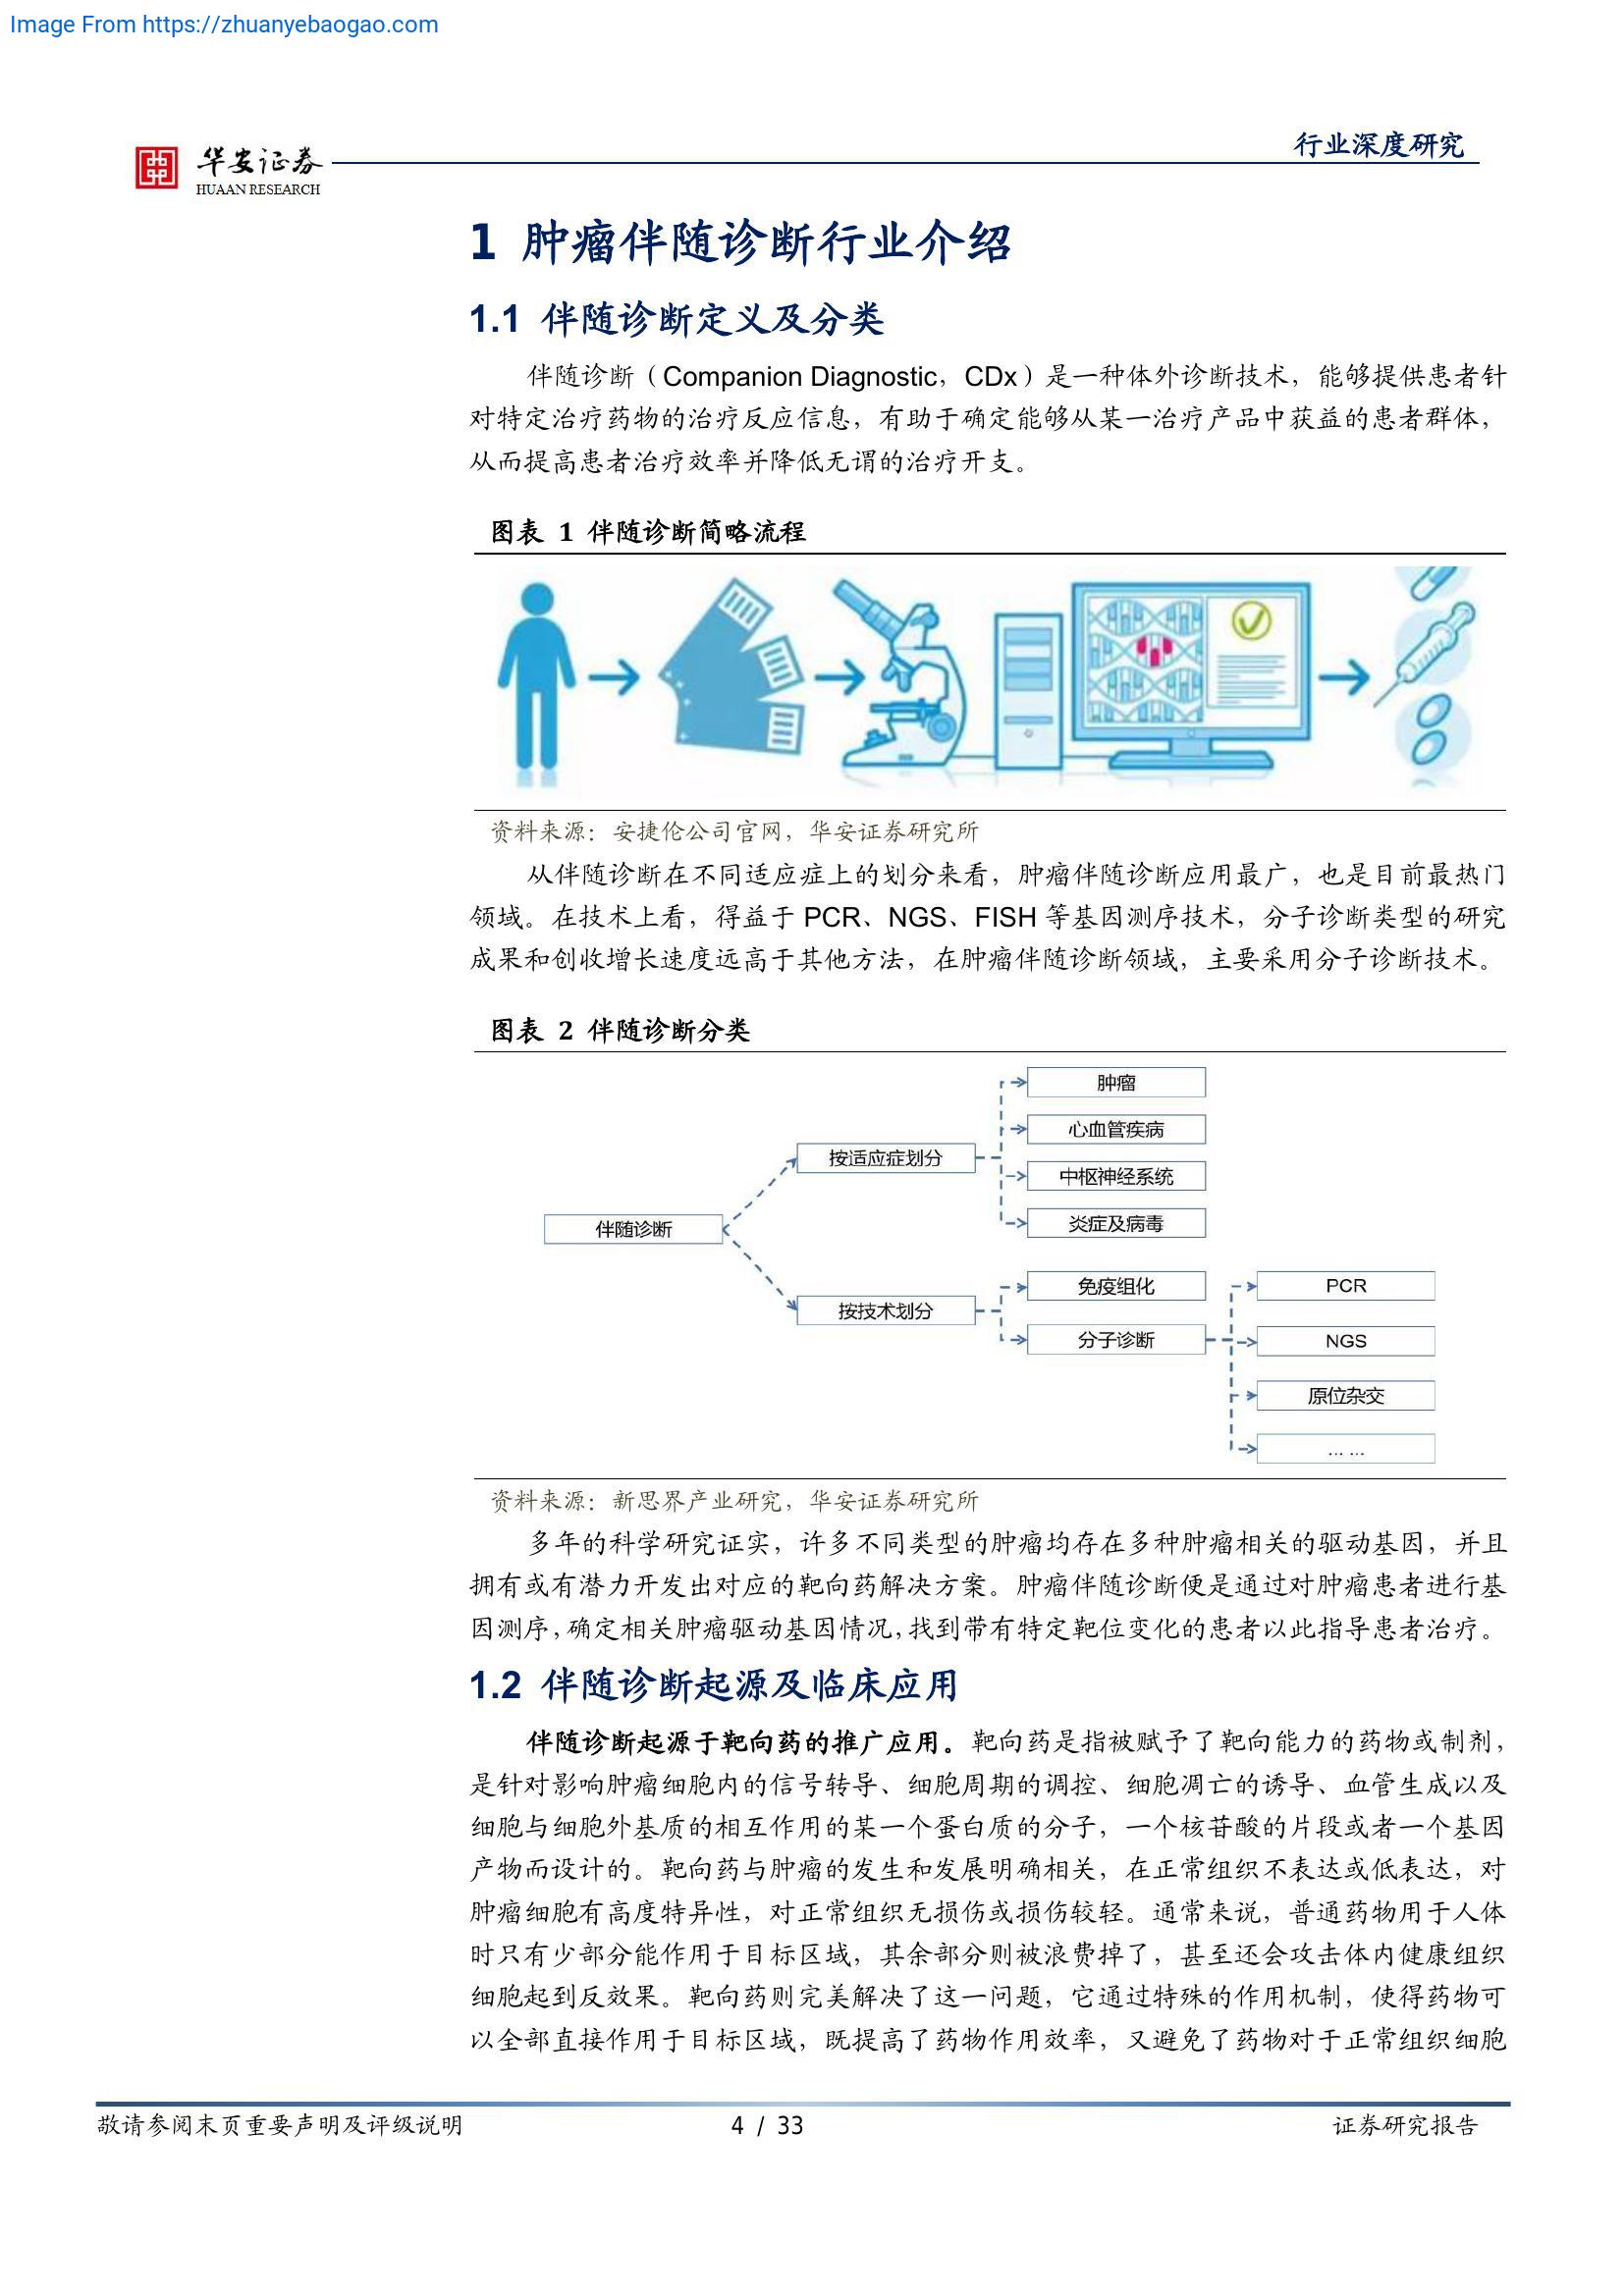 Image From https://zhuanyebaogao.com
华安证券
HUAAN RESEARCH
行业深度研究
1 肿瘤伴随诊断行业介绍
1.1 伴随诊断定义及分类
伴随诊断（Companion Diagnostic，CDx）是一种体外诊断技术，能够提供患者针
对特定治疗药物的治疗反应信息，有助于确定能够从某一治疗产品中获益的患者群体，
从而提高患者治疗效率并降低无谓的治疗开支。
图表 1 伴随诊断简略流程
资料来源：安捷伦公司官网，华安证券研究所
从伴随诊断在不同适应症上的划分来看，肿瘤伴随诊断应用最广，也是目前最热门
领域。在技术上看，得益于 PCR、NGS、FISH 等基因测序技术，分子诊断类型的研究
成果和创收增长速度远高于其他方法，在肿瘤伴随诊断领域，主要采用分子诊断技术。
图表 2 伴随诊断分类
肿瘤
心血管疾病
按适应症划分
中枢神经系统
炎症及病毒
伴随诊断
免疫组化
PCR
按技术划分
分子诊断
NGS
原位杂交
... ...
资料来源：新思界产业研究，华安证券研究所
多年的科学研究证实，许多不同类型的肿瘤均存在多种肿瘤相关的驱动基因，并且
拥有或有潜力开发出对应的靶向药解决方案。肿瘤伴随诊断便是通过对肿瘤患者进行基
因测序，确定相关肿瘤驱动基因情况，找到带有特定靶位变化的患者以此指导患者治疗。
1.2 伴随诊断起源及临床应用
伴随诊断起源于靶向药的推广应用。靶向药是指被赋予了靶向能力的药物或制剂，
是针对影响肿瘤细胞内的信号转导、细胞周期的调控、细胞凋亡的诱导、血管生成以及
细胞与细胞外基质的相互作用的某一个蛋白质的分子，一个核苷酸的片段或者一个基因
产物而设计的。靶向药与肿瘤的发生和发展明确相关，在正常组织不表达或低表达，对
肿瘤细胞有高度特异性，对正常组织无损伤或损伤较轻。通常来说，普通药物用于人体
时只有少部分能作用于目标区域，其余部分则被浪费掉了，甚至还会攻击体内健康组织
细胞起到反效果。靶向药则完美解决了这一问题，它通过特殊的作用机制，使得药物可
以全部直接作用于目标区域，既提高了药物作用效率，又避免了药物对于正常组织细胞
敬请参阅末页重要声明及评级说明
4 / 33
证券研究报告